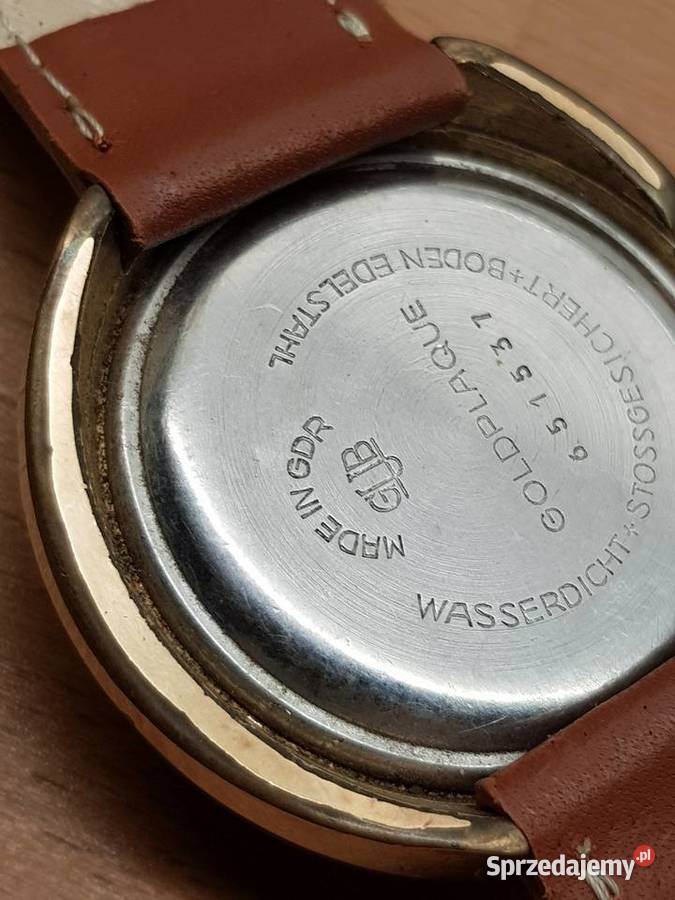 WASSERDICHT+STOSSGESICHERT+BODEN EDELSTAHL
GOLDPLAQUE
651537
GUB
MADE IN GDR
Sprzedajemy.pl